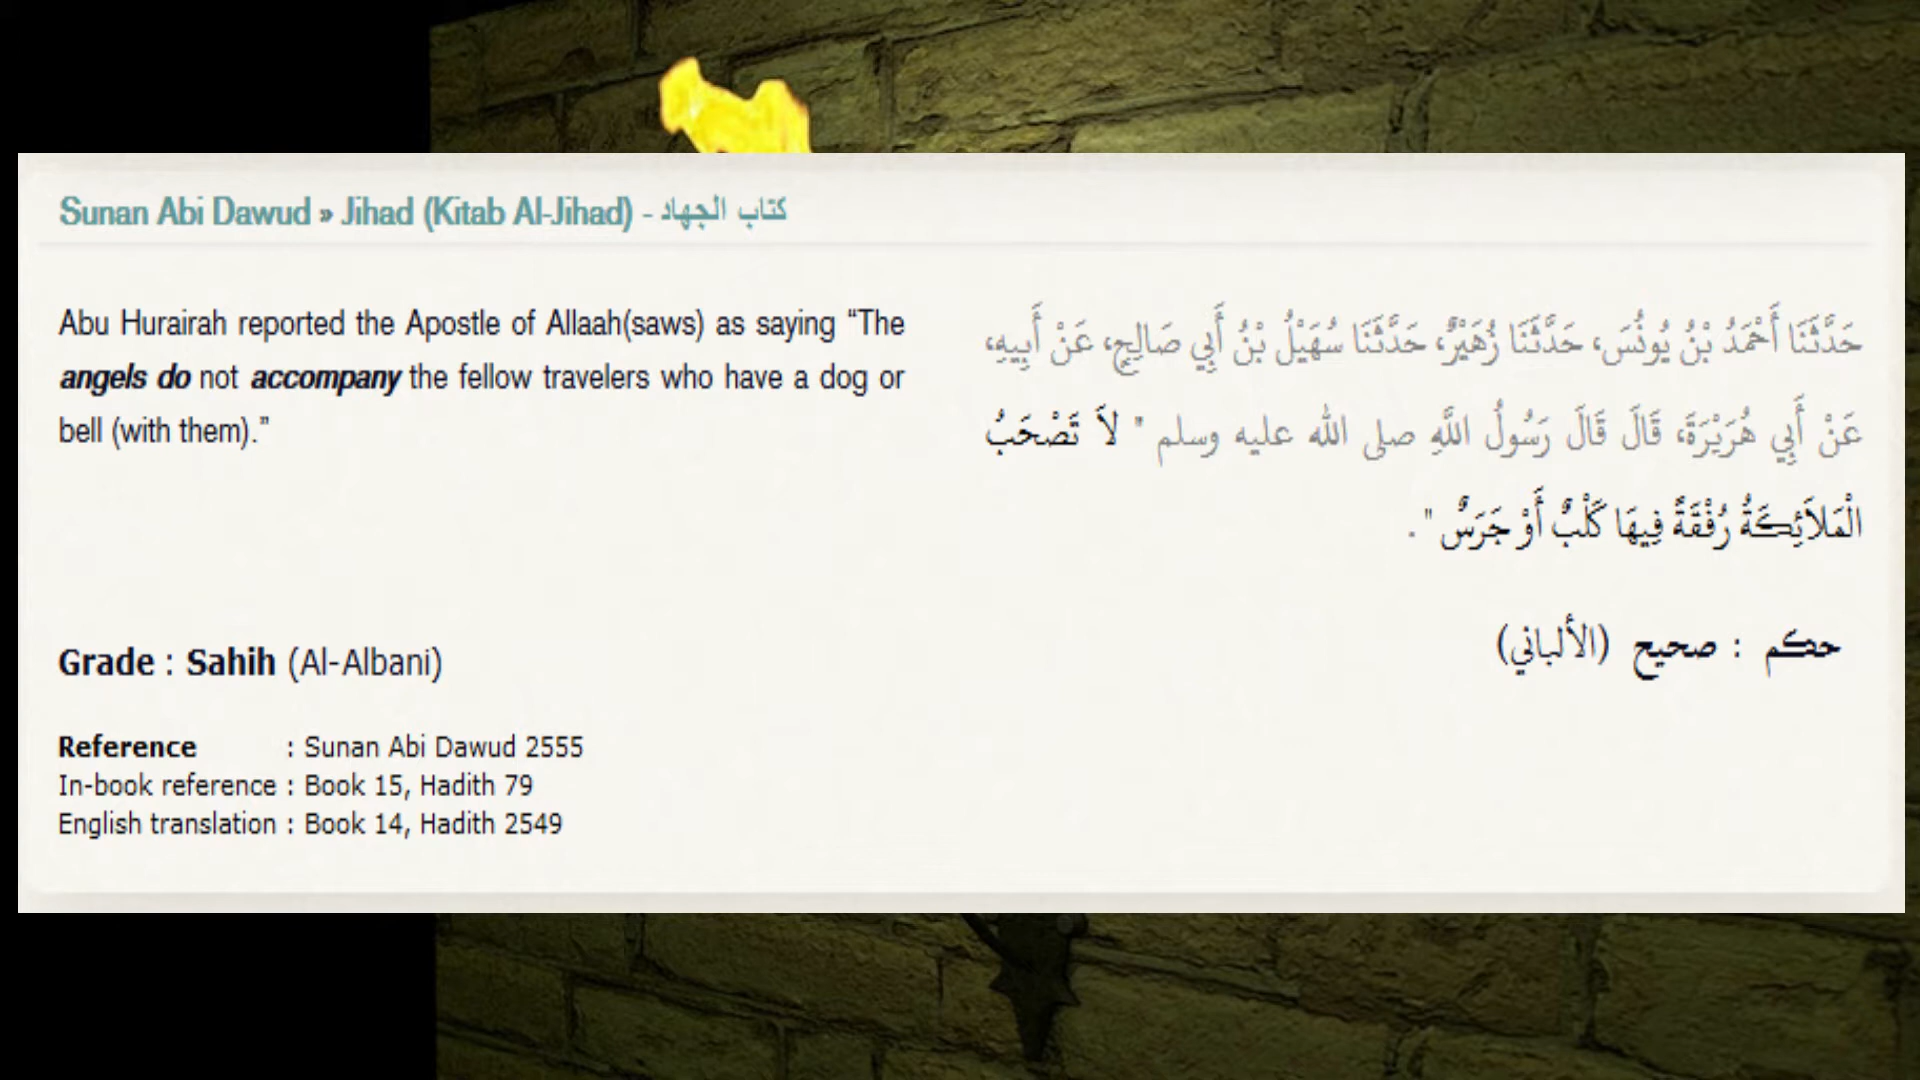 Sunan Abi Dawud » Jihad (Kitab Al-Jihad) - كتاب الجهاد
Abu Hurairah reported the Apostle of Allaah(saws) as saying “The
angels do not accompany the fellow travelers who have a dog or
bell (with them).”
حَدَّثَنَا أَحْمَدُ بْنُ يُونُسَ، حَدَّثَنَا زُهَيْرٌ، حَدَّثَنَا سُهَيْلُ بْنُ أَبِي صَالِحٍ، عَنْ أَبِيهِ،
عَنْ أَبِي هُرَيْرَةَ، قَالَ قَالَ رَسُولُ اللَّهِ صلى الله عليه وسلم " لاَ تَصْحَبُ
الْمَلاَئِكَةُ رُفْقَةً فِيهَا كَلْبٌ أَوْ جَرَسٌ " .
Grade : Sahih (Al-Albani)
حكم : صحيح (الألباني)
Reference : Sunan Abi Dawud 2555
In-book reference : Book 15, Hadith 79
English translation : Book 14, Hadith 2549